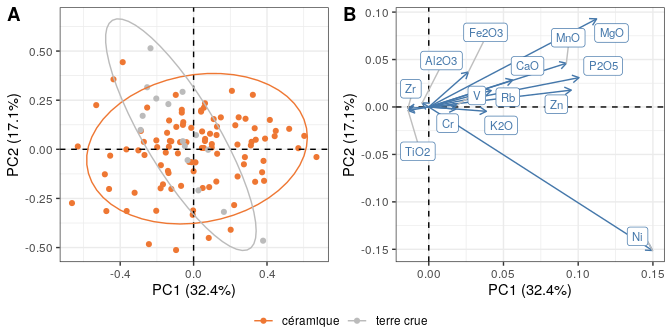 A
PC2 (17.1%)
0.50
0.25
0.00
-0.25
-0.50
-0.4
0.0
0.4
PC1 (32.4%)
B
PC2 (17.1%)
0.10
0.05
0.00
-0.05
-0.10
-0.15
0.00
0.05
0.10
0.15
PC1 (32.4%)
Fe2O3
MnO
MgO
Al2O3
CaO
P2O5
Zr
V
Rb
Zn
Cr
K2O
TiO2
Ni
céramique
terre crue